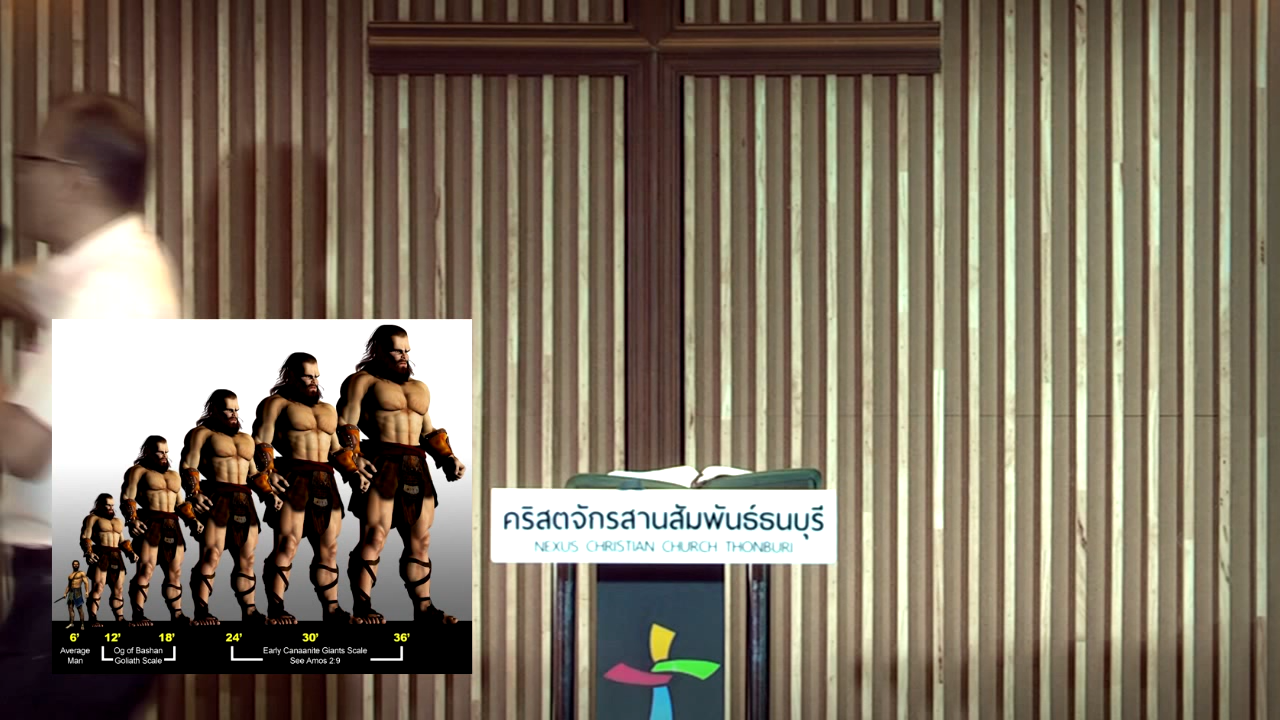 คริสตจักรสานสัมพันธ์ธนบุรี
NEXUS CHRISTIAN CHURCH THONBURI
6' 12' 18' 24' 30' 36'
Average
Man
Og of Bashan
Goliath Scale
Early Canaanite Giants Scale
See Amos 2:9